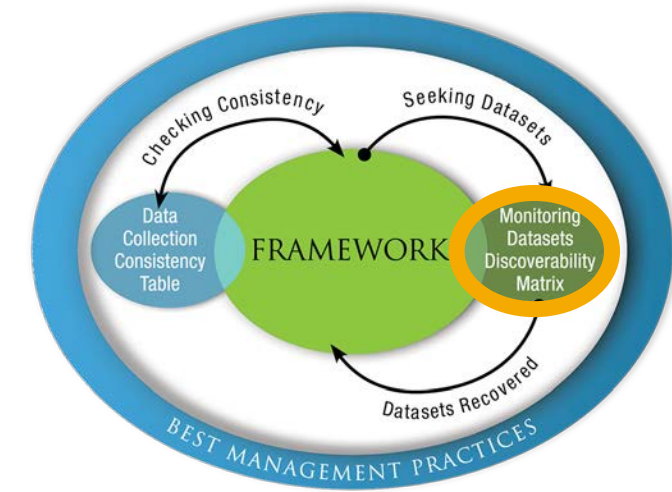 Checking Consistency
Seeking Datasets
Data
Collection
Consistency
Table
FRAMEWORK
Monitoring
Datasets
Discoverability
Matrix
Datasets Recovered
BEST MANAGEMENT PRACTICES